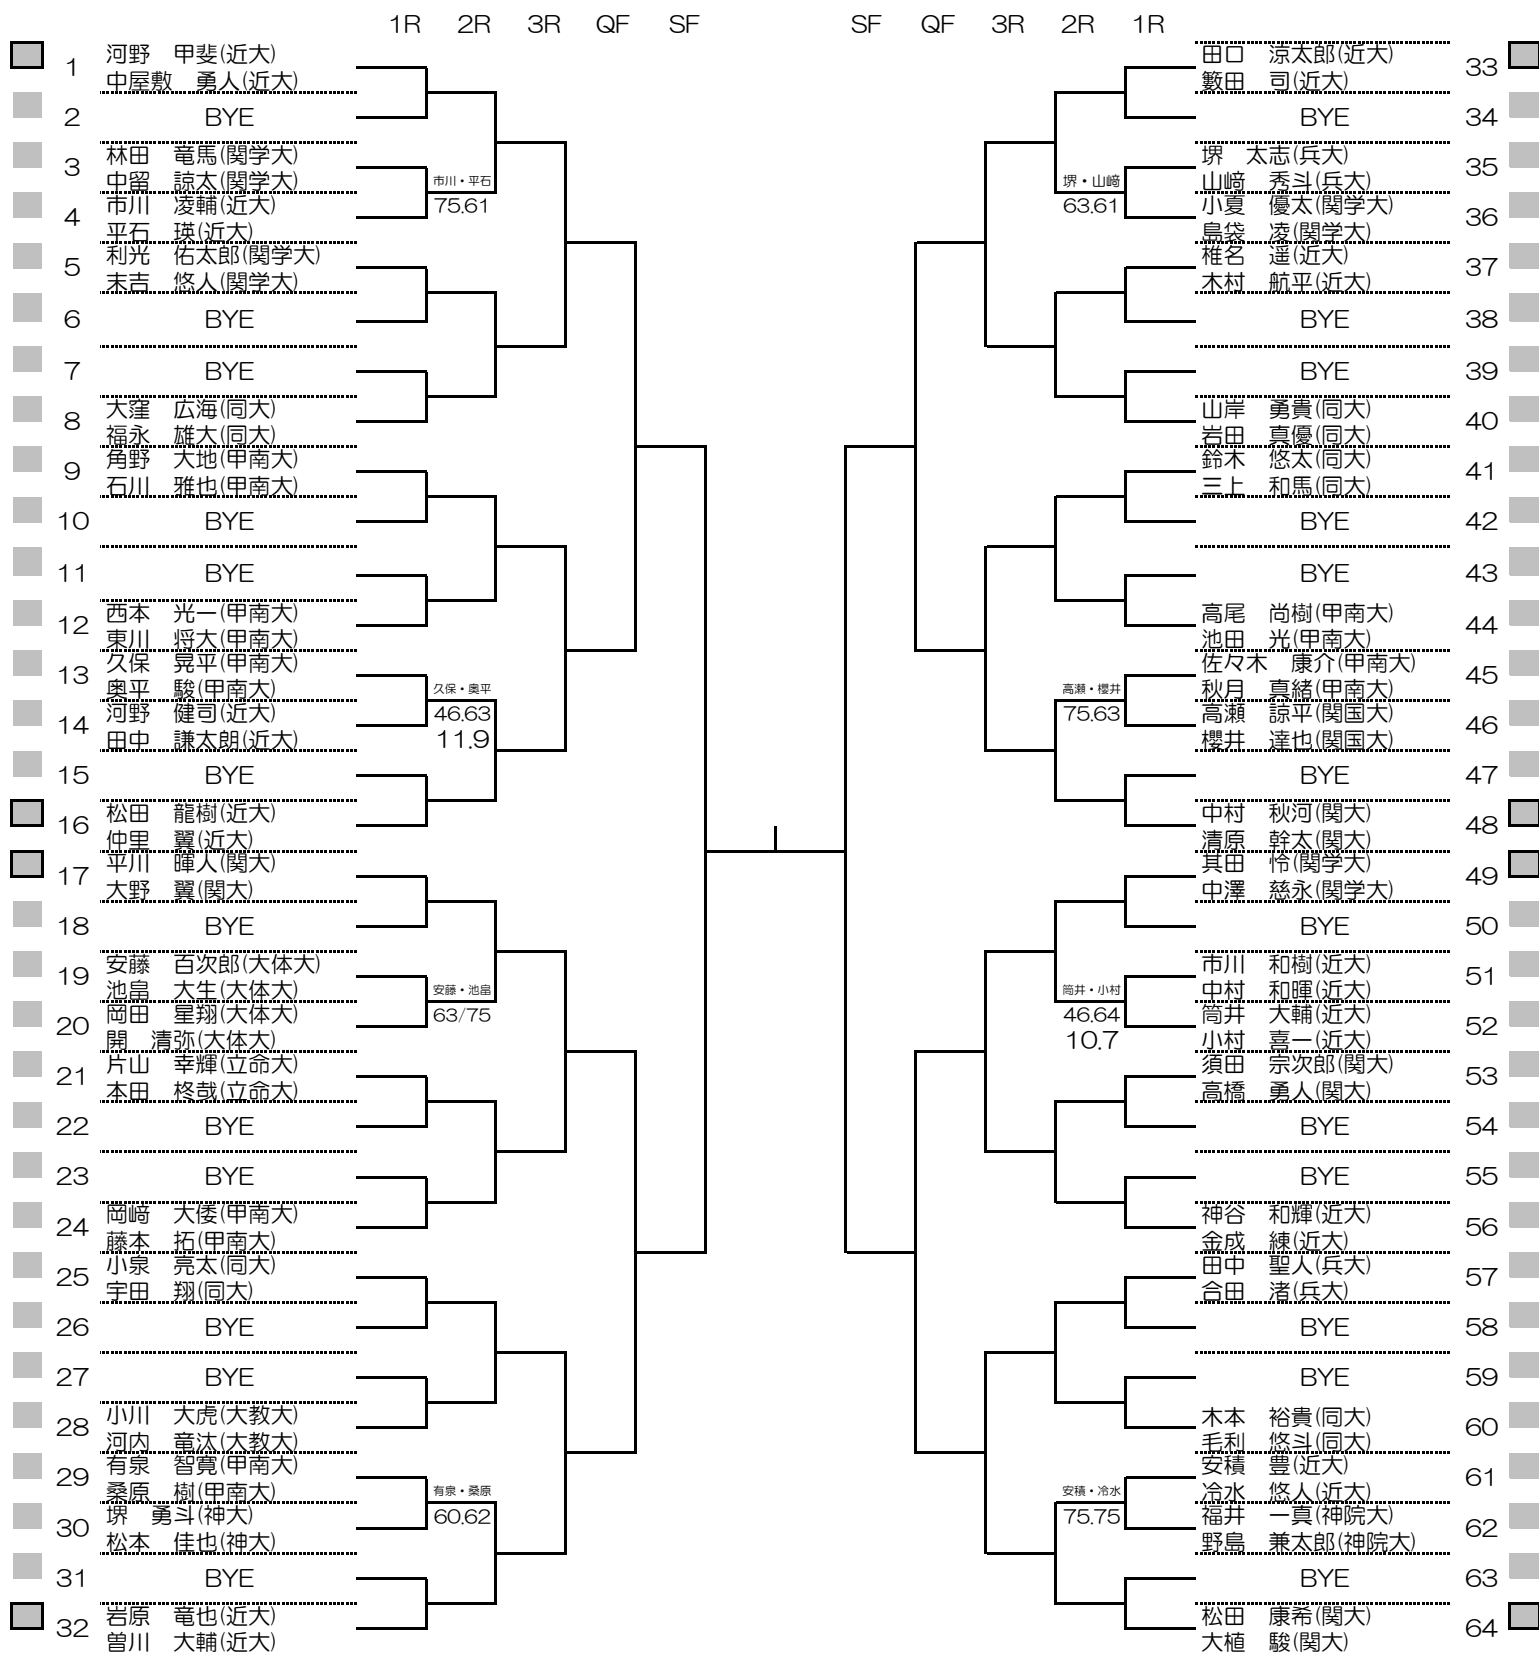 1R 2R 3R QF SF SF QF 3R 2R 1R
1 河野 甲斐(近大)
中屋敷 勇人(近大)
2 BYE
3 林田 竜馬(関学大)
中留 諒太(関学大)
市川・平石
75.61
4 市川 凌輔(近大)
平石 瑛(近大)
5 利光 佑太郎(関学大)
末吉 悠人(関学大)
6 BYE
7 BYE
8 大窪 広海(同大)
福永 雄大(同大)
9 角野 大地(甲南大)
石川 雅也(甲南大)
10 BYE
11 BYE
12 西本 光一(甲南大)
東川 将大(甲南大)
13 久保 晃平(甲南大)
奥平 駿(甲南大)
久保・奥平
46.63
11.9
14 河野 健司(近大)
田中 謙太朗(近大)
15 BYE
16 松田 龍樹(近大)
仲里 翼(近大)
17 平川 暉人(関大)
大野 翼(関大)
18 BYE
19 安藤 百次郎(大体大)
池畠 大生(大体大)
安藤・池畠
63/75
20 岡田 星翔(大体大)
開 清弥(大体大)
21 片山 幸輝(立命大)
本田 柊哉(立命大)
22 BYE
23 BYE
24 岡﨑 大倭(甲南大)
藤本 拓(甲南大)
25 小泉 亮太(同大)
宇田 翔(同大)
26 BYE
27 BYE
28 小川 大虎(大教大)
河内 竜汰(大教大)
29 有泉 智寛(甲南大)
桑原 樹(甲南大)
有泉・桑原
60.62
30 堺 勇斗(神大)
松本 佳也(神大)
31 BYE
32 岩原 竜也(近大)
曽川 大輔(近大)
田口 涼太郎(近大) 33
籔田 司(近大)
BYE 34
堺 太志(兵大) 35
山﨑 秀斗(兵大)
堺・山﨑
63.61
小夏 優太(関学大) 36
島袋 凌(関学大)
椎名 遥(近大) 37
木村 航平(近大)
BYE 38
BYE 39
山岸 勇貴(同大) 40
岩田 真優(同大)
鈴木 悠太(同大) 41
三上 和馬(同大)
BYE 42
BYE 43
高尾 尚樹(甲南大) 44
池田 光(甲南大)
佐々木 康介(甲南大) 45
秋月 真緒(甲南大)
高瀬・櫻井
75.63
高瀬 諒平(関国大) 46
櫻井 達也(関国大)
BYE 47
中村 秋河(関大) 48
清原 幹太(関大)
其田 怜(関学大) 49
中澤 慈永(関学大)
BYE 50
市川 和樹(近大) 51
中村 和暉(近大)
筒井・小村
46.64
10.7
筒井 大輔(近大) 52
小村 喜一(近大)
須田 宗次郎(関大) 53
高橋 勇人(関大)
BYE 54
BYE 55
神谷 和輝(近大) 56
金成 練(近大)
田中 聖人(兵大) 57
合田 渚(兵大)
BYE 58
BYE 59
木本 裕貴(同大) 60
毛利 悠斗(同大)
安積 豊(近大) 61
冷水 悠人(近大)
安積・冷水
75.75
福井 一真(神院大) 62
野島 兼太郎(神院大)
BYE 63
松田 康希(関大) 64
大植 駿(関大)